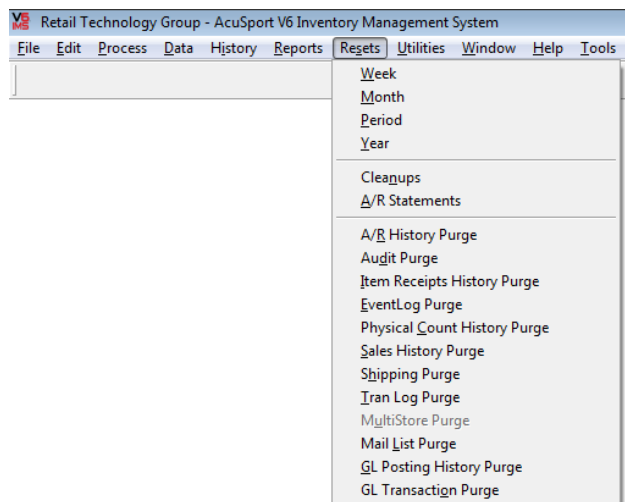 V6 IMS Retail Technology Group - AcuSport V6 Inventory Management System
File Edit Process Data History Reports Resets Utilities Window Help Tools
Week
Month
Period
Year
Cleanups
A/R Statements
A/R History Purge
Audit Purge
Item Receipts History Purge
EventLog Purge
Physical Count History Purge
Sales History Purge
Shipping Purge
Tran Log Purge
MultiStore Purge
Mail List Purge
GL Posting History Purge
GL Transaction Purge